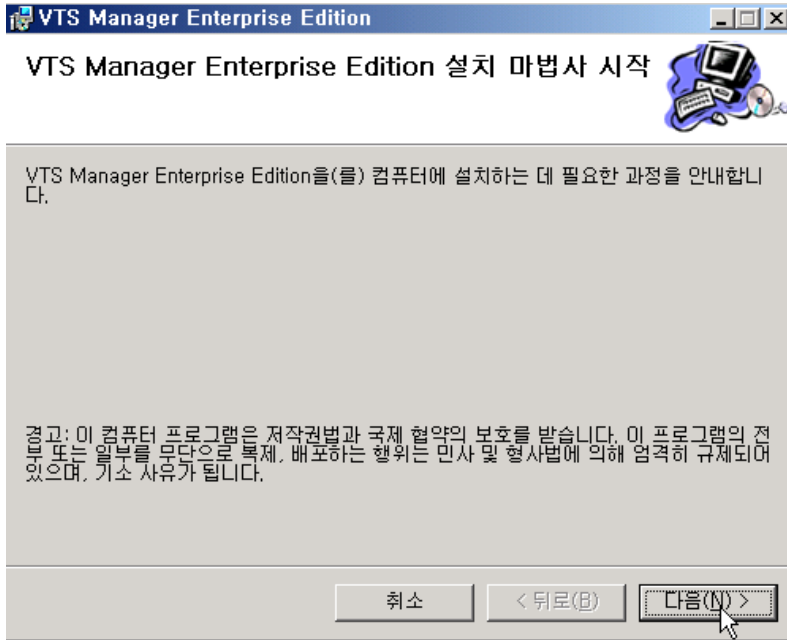 VTS Manager Enterprise Edition
VTS Manager Enterprise Edition 설치 마법사 시작
VTS Manager Enterprise Edition을(를) 컴퓨터에 설치하는 데 필요한 과정을 안내합니
다.
경고: 이 컴퓨터 프로그램은 저작권법과 국제 협약의 보호를 받습니다. 이 프로그램의 전
부 또는 일부를 무단으로 복제, 배포하는 행위는 민사 및 형사법에 의해 엄격히 규제되어
있으며, 기소 사유가 됩니다.
취소 < 뒤로(B) 다음(N) >